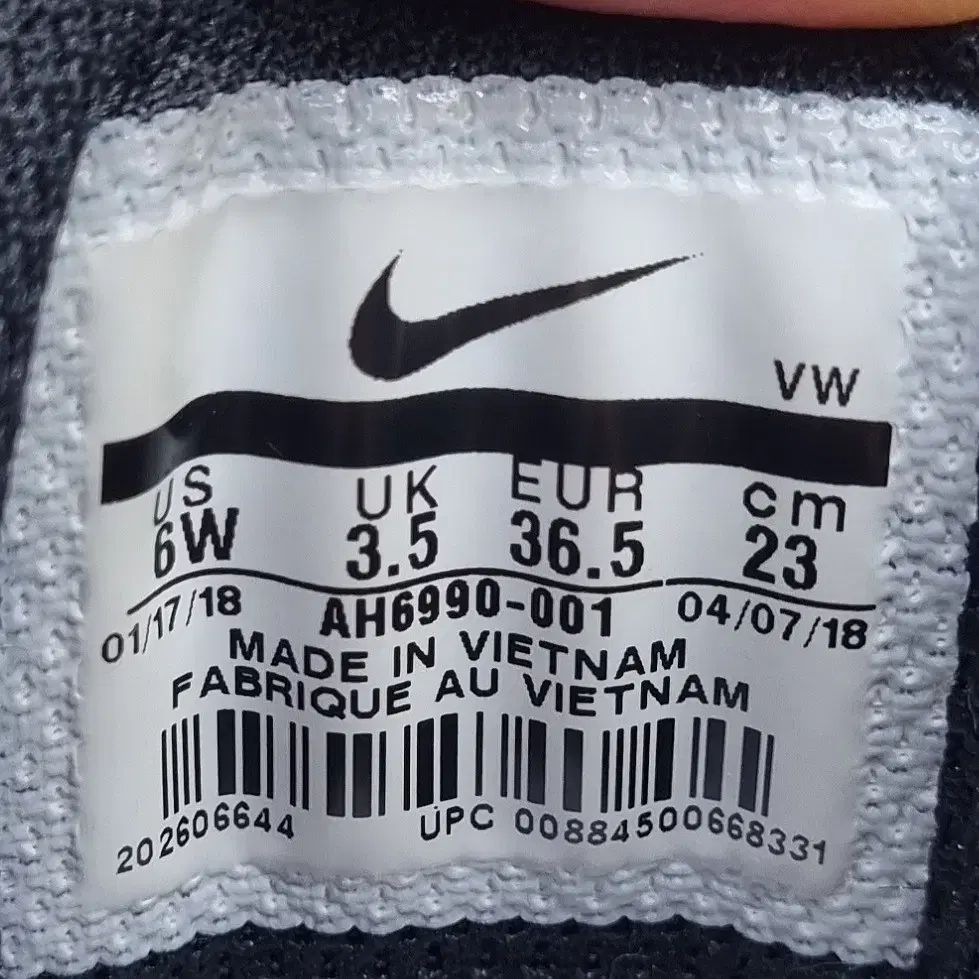 VW
US UK EUR cm
6W 3.5 36.5 23
01/17/18 AH6990-001 04/07/18
MADE IN VIETNAM
FABRIQUE AU VIETNAM
202606644 UPC 00884500668331